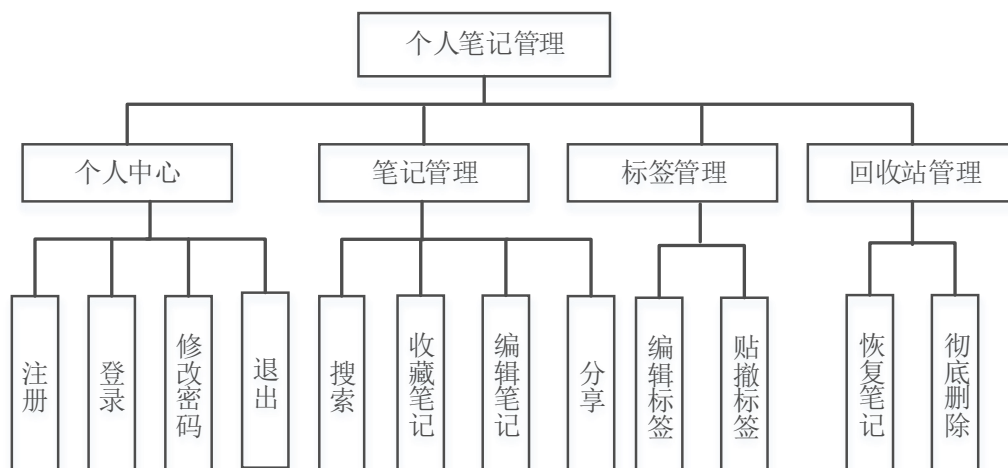 个人笔记管理
个人中心
笔记管理
标签管理
回收站管理
注册
登录
修改密码
退出
搜索
收藏笔记
编辑笔记
分享
编辑标签
贴撤标签
恢复笔记
彻底删除